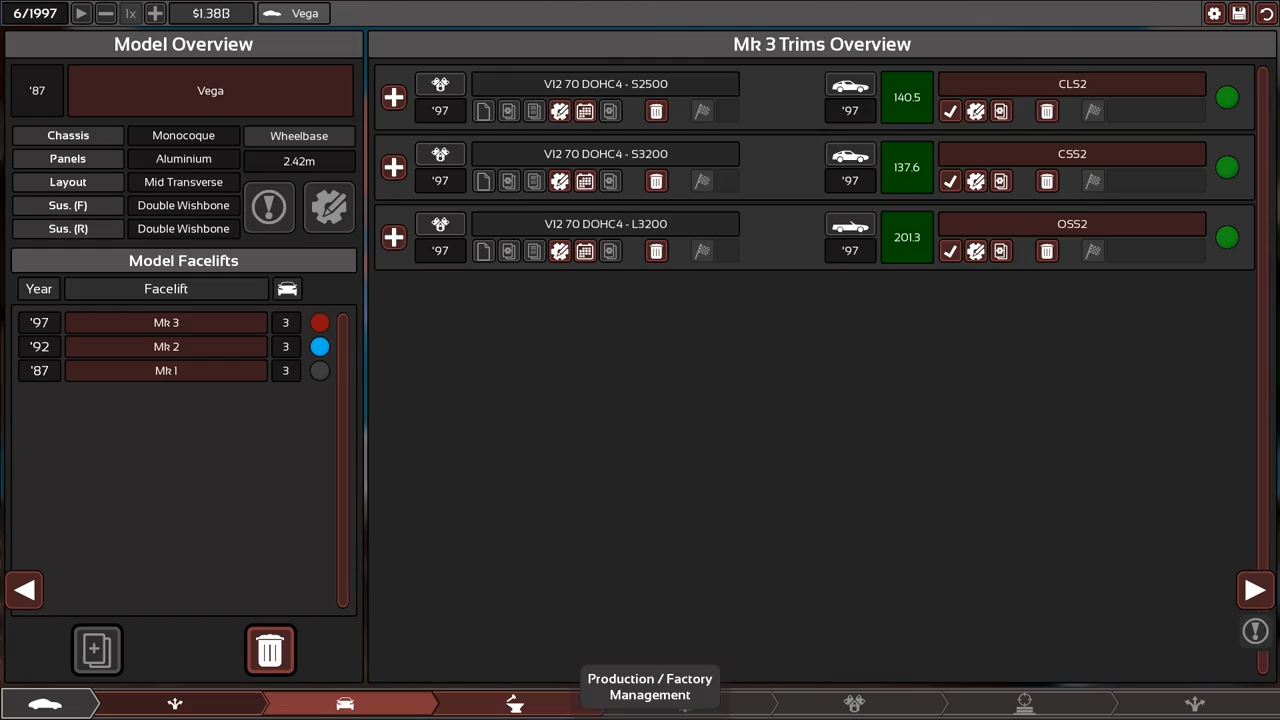 6/1997
1x
$1.38B
Vega
Model Overview
'87
Vega
Chassis
Monocoque
Wheelbase
Panels
Aluminium
2.42m
Layout
Mid Transverse
Sus. (F)
Double Wishbone
Sus. (R)
Double Wishbone
Model Facelifts
Year
Facelift
'97
Mk 3
3
'92
Mk 2
3
'87
Mk 1
3
Mk 3 Trims Overview
V12 70 DOHC4 - S2500
'97
'97
140.5
CLS2
V12 70 DOHC4 - S3200
'97
'97
137.6
CSS2
V12 70 DOHC4 - L3200
'97
'97
201.3
OSS2
Production / Factory
Management